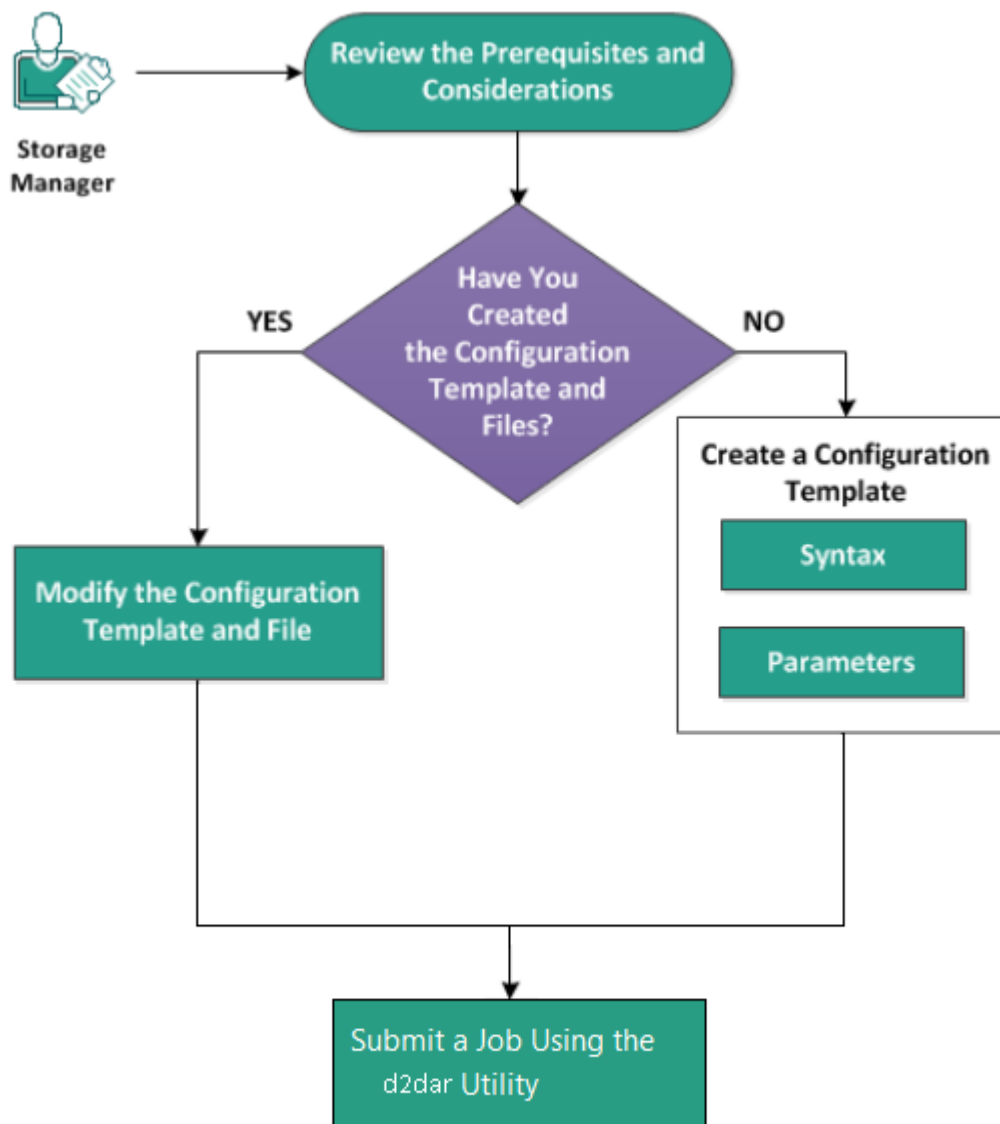 Review the Prerequisites and
Considerations
Storage
Manager
Have You
Created
the Configuration
Template and
Files?
YES
NO
Create a Configuration
Template
Syntax
Parameters
Modify the Configuration
Template and File
Submit a Job Using the
d2dar Utility